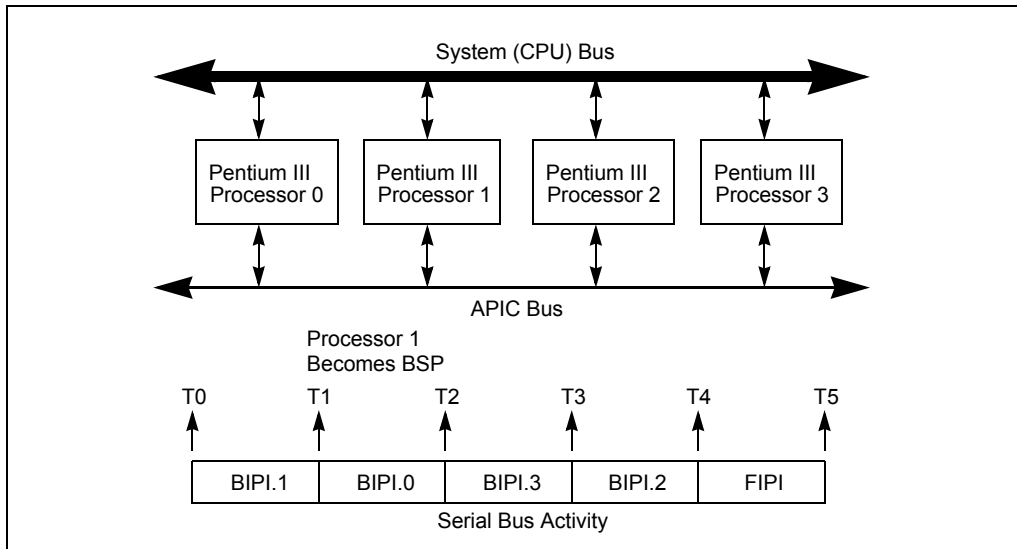 System (CPU) Bus
Pentium III
Processor 0
Pentium III
Processor 1
Pentium III
Processor 2
Pentium III
Processor 3
APIC Bus
Processor 1
Becomes BSP
T0 T1 T2 T3 T4 T5
BIPI.1 BIPI.0 BIPI.3 BIPI.2 FIPI
Serial Bus Activity